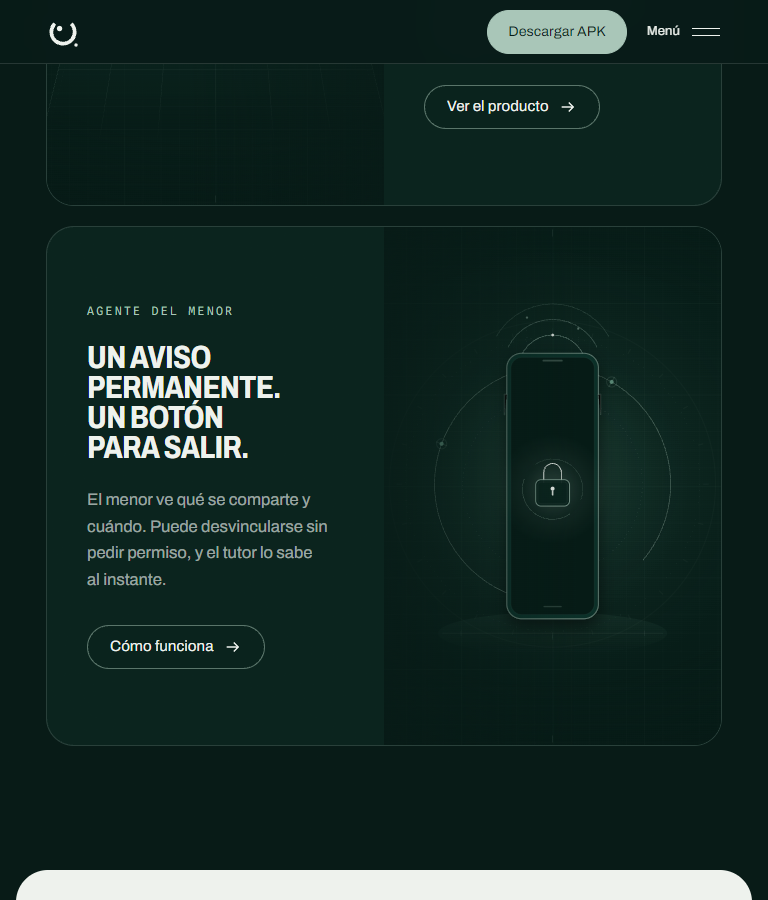 Descargar APK
Menú
Ver el producto
AGENTE DEL MENOR
UN AVISO
PERMANENTE.
UN BOTÓN
PARA SALIR.
El menor ve qué se comparte y
cuándo. Puede desvincularse sin
pedir permiso, y el tutor lo sabe
al instante.
Cómo funciona